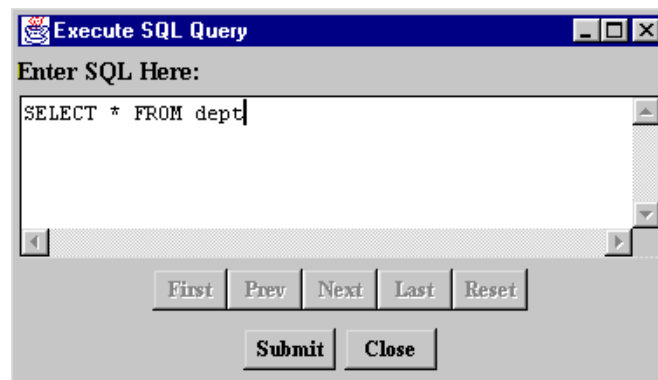 Execute SQL Query
Enter SQL Here:
SELECT * FROM dept
First Prev Next Last Reset
Submit Close